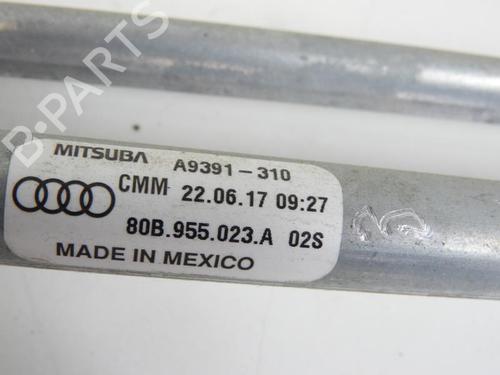 B-PARTS
MITSUBA A9391-310
CMM 22.06.17 09:27
80B.955.023.A 02S
MADE IN MEXICO